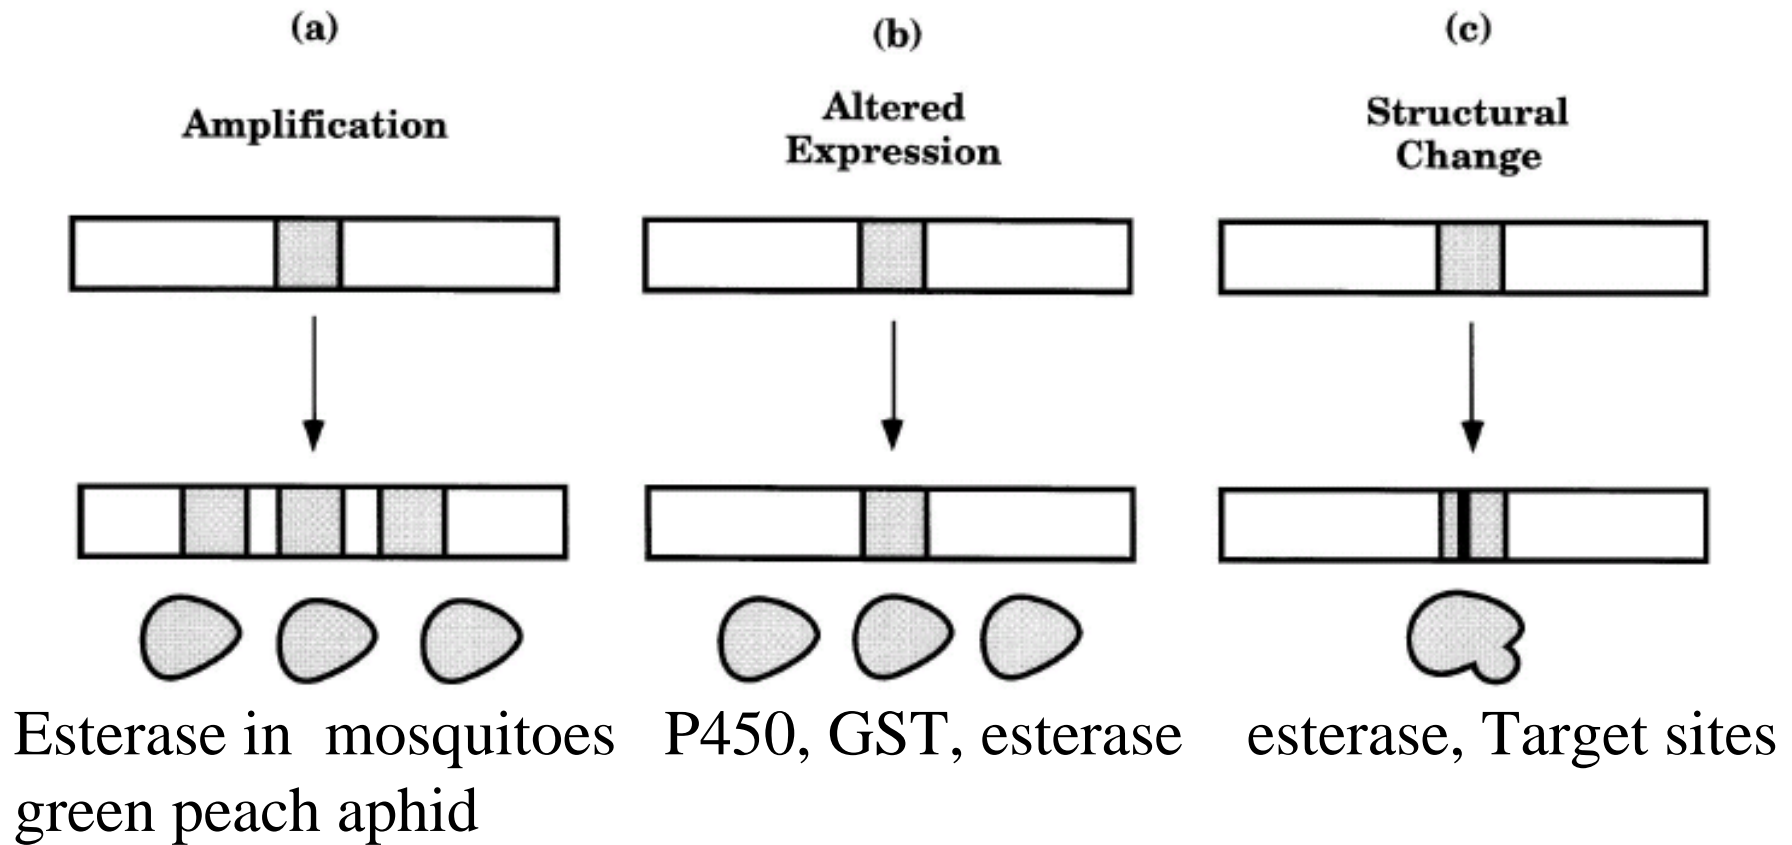 (a)
Amplification
(b)
Altered
Expression
(c)
Structural
Change
Esterase in  mosquitoes
green peach aphid
P450, GST, esterase
esterase, Target sites